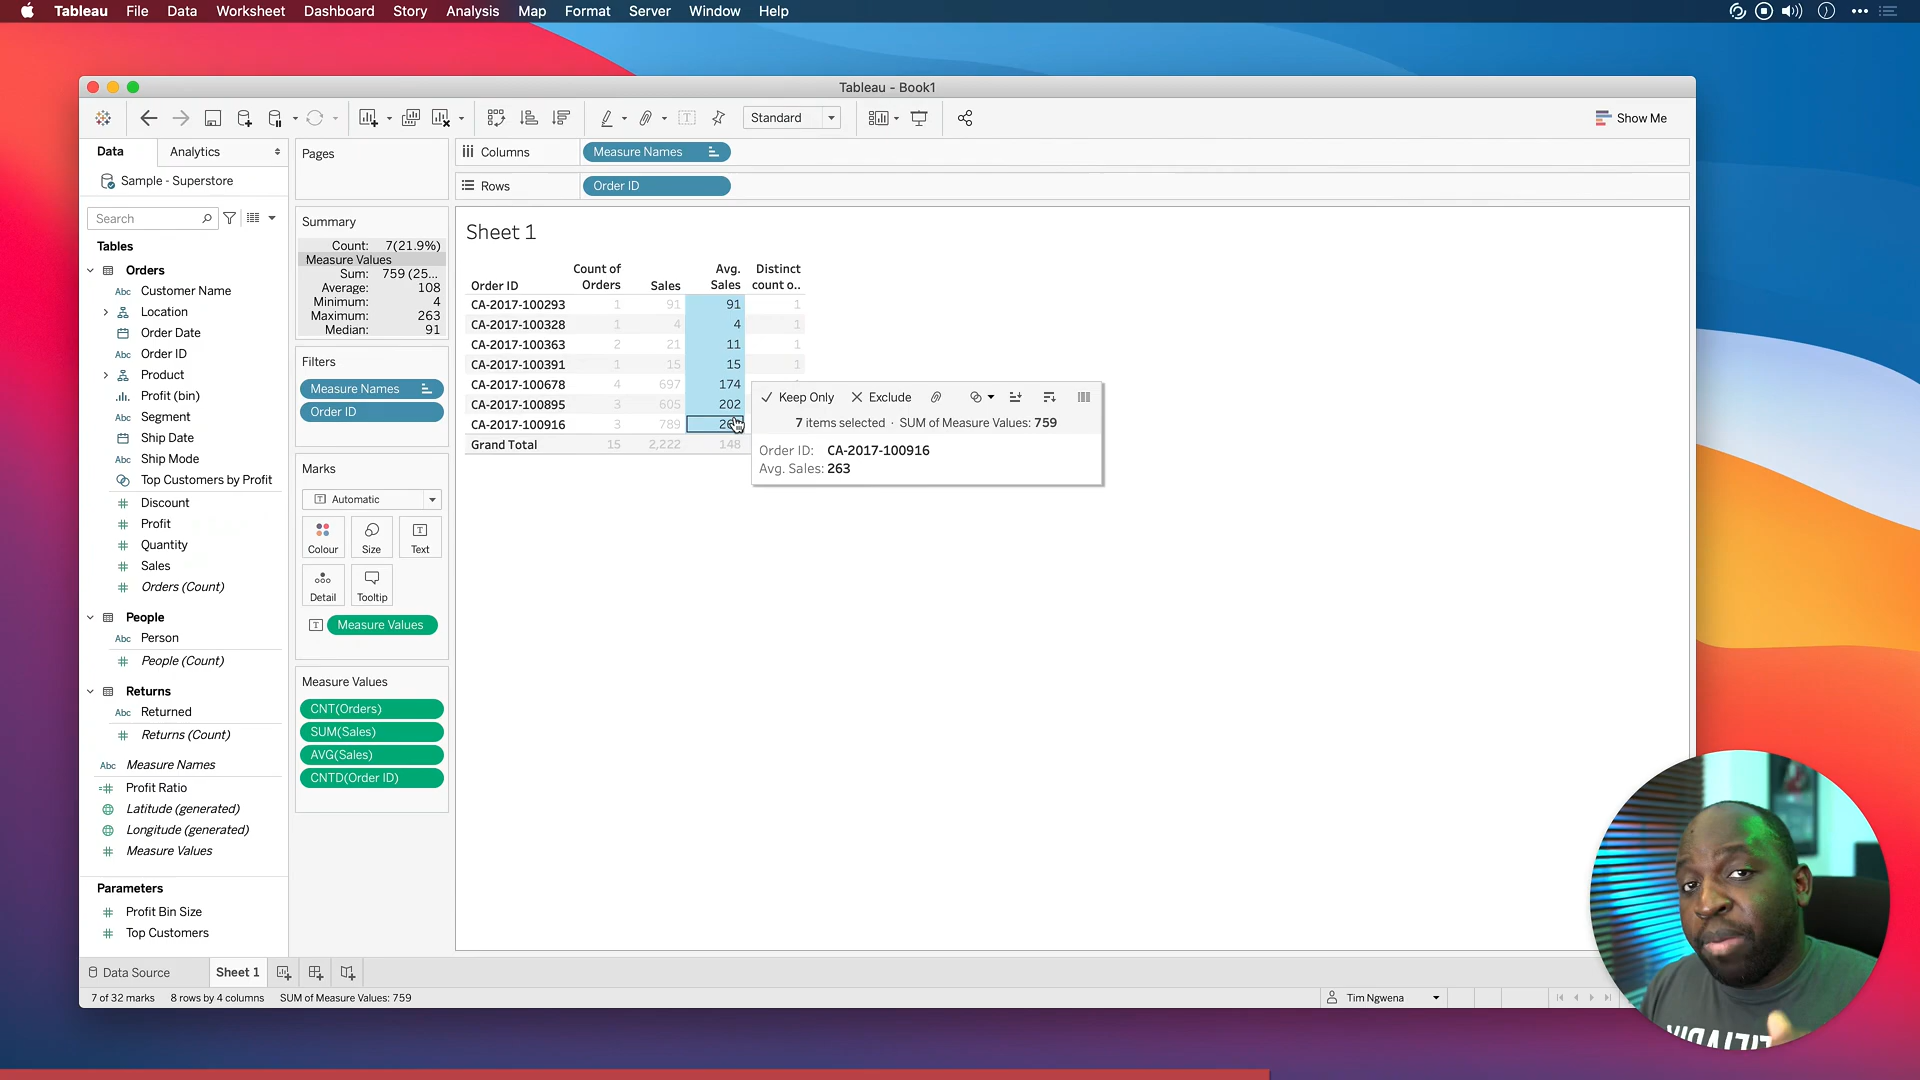 Tableau File Data Worksheet Dashboard Story Analysis Map Format Server Window Help
Tableau - Book1
Standard
Show Me
Data Analytics
Sample - Superstore
Search
Tables
Orders
Abc Customer Name
Location
Order Date
Abc Order ID
Product
Profit (bin)
Abc Segment
Ship Date
Abc Ship Mode
Top Customers by Profit
# Discount
# Profit
# Quantity
# Sales
# Orders (Count)
People
Abc Person
# People (Count)
Returns
Abc Returned
# Returns (Count)
Abc Measure Names
=# Profit Ratio
Latitude (generated)
Longitude (generated)
# Measure Values
Parameters
# Profit Bin Size
# Top Customers
Pages
Summary
Count: 7(21.9%)
Measure Values
Sum: 759 (25...
Average: 108
Minimum: 4
Maximum: 263
Median: 91
Filters
Measure Names
Order ID
Marks
Automatic
Colour Size Text
Detail Tooltip
Measure Values
Measure Values
CNT(Orders)
SUM(Sales)
AVG(Sales)
CNTD(Order ID)
Columns Measure Names
Rows Order ID
Sheet 1
Count of Avg. Distinct
Order ID Orders Sales Sales count o..
CA-2017-100293 1 91 91 1
CA-2017-100328 1 4 4 1
CA-2017-100363 2 21 11 1
CA-2017-100391 1 15 15 1
CA-2017-100678 4 697 174
CA-2017-100895 3 605 202
CA-2017-100916 3 789
Grand Total 15 2,222 148
Keep Only Exclude
7 items selected · SUM of Measure Values: 759
Order ID: CA-2017-100916
Avg. Sales: 263
Data Source Sheet 1
7 of 32 marks 8 rows by 4 columns SUM of Measure Values: 759
Tim Ngwena